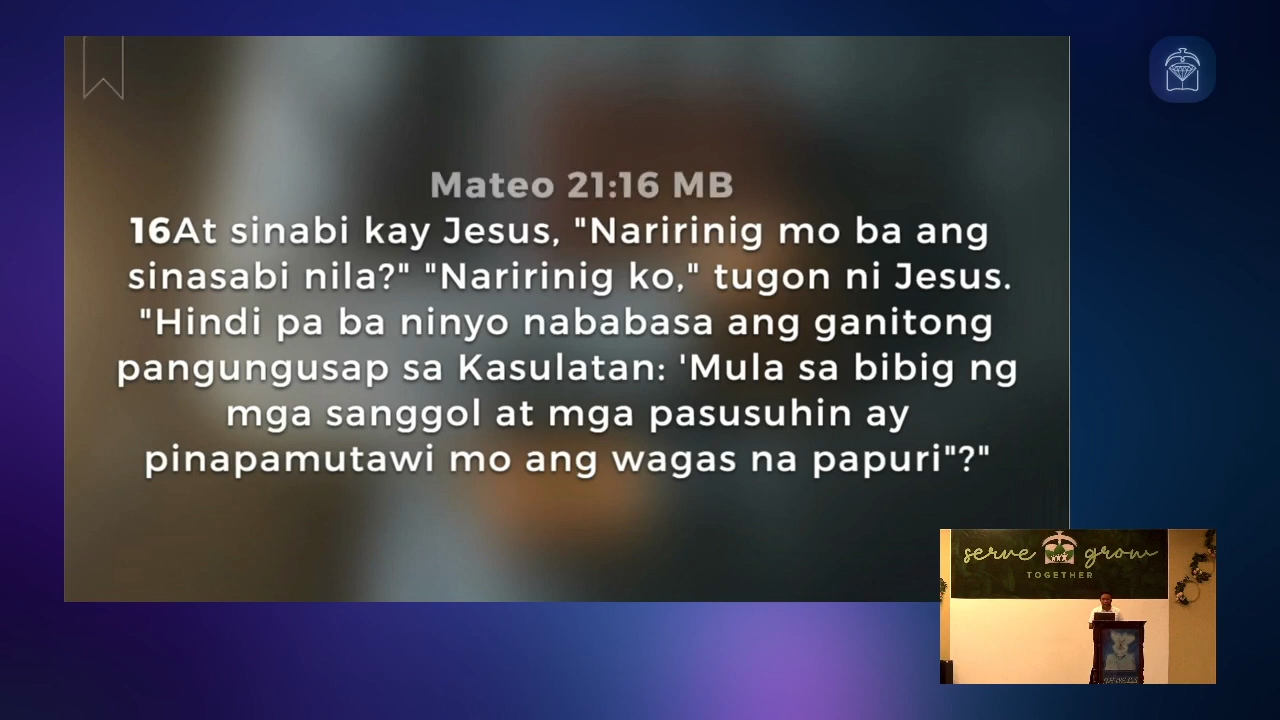 Mateo 21:16 MB
16At sinabi kay Jesus, "Naririnig mo ba ang
sinasabi nila?" "Naririnig ko," tugon ni Jesus.
"Hindi pa ba ninyo nababasa ang ganitong
pangungusap sa Kasulatan: 'Mula sa bibig ng
mga sanggol at mga pasusuhin ay
pinapamutawi mo ang wagas na papuri"?"
serve grow
TOGETHER